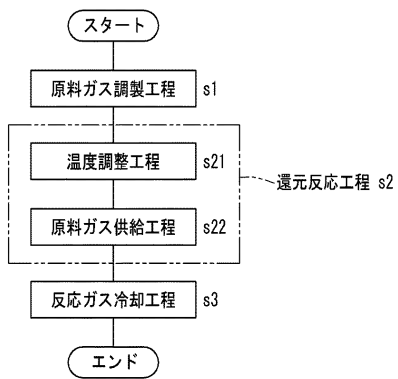 スタート
原料ガス調製工程 s1
温度調整工程 s21
還元反応工程 s2
原料ガス供給工程 s22
反応ガス冷却工程 s3
エンド